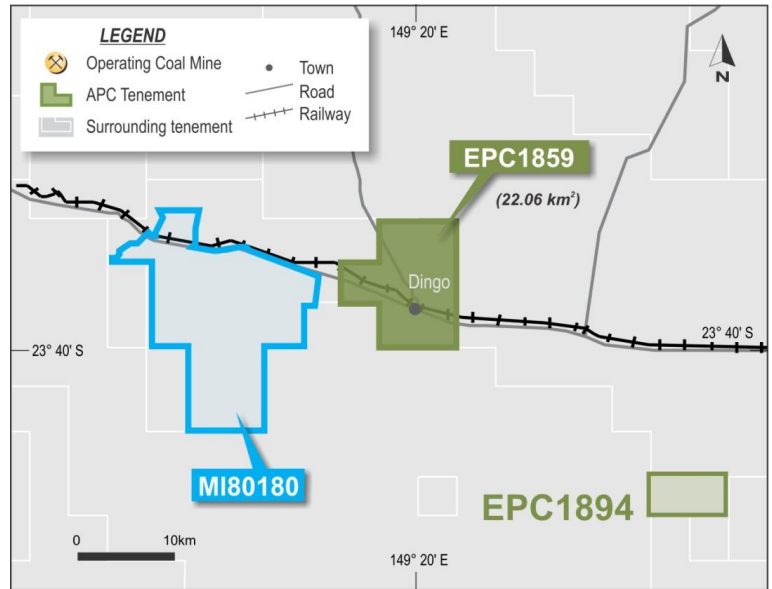 149° 20' E
LEGEND
Operating Coal Mine
APC Tenement
Surrounding tenement
Town
Road
Railway
N
EPC1859
(22.06 km²)
Dingo
23° 40' S
23° 40' S
MI80180
EPC1894
0 10km
149° 20' E